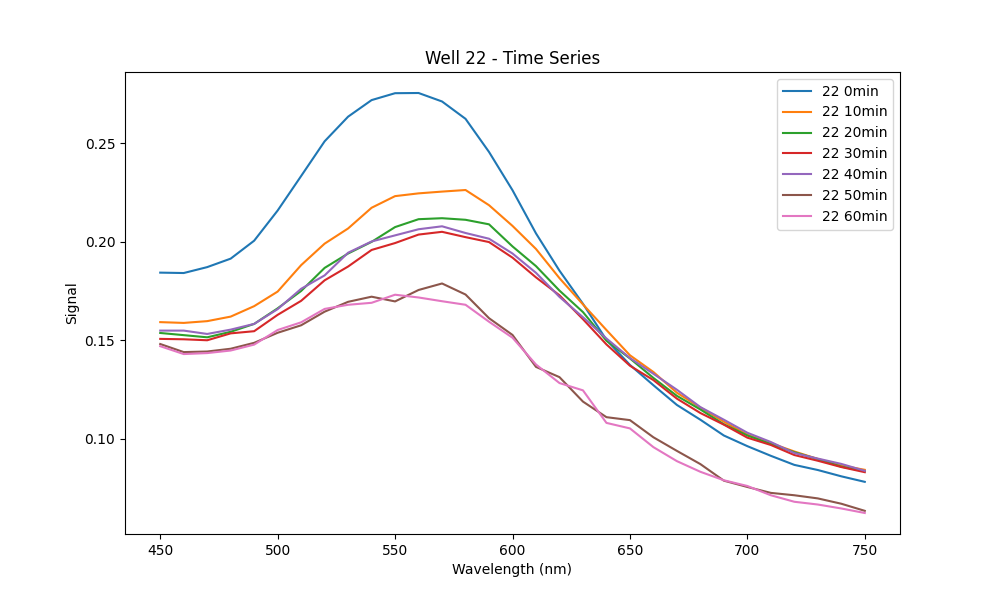 Well 22 - Time Series
22 0min
22 10min
22 20min
22 30min
22 40min
22 50min
22 60min
Signal
0.25
0.20
0.15
0.10
450 500 550 600 650 700 750
Wavelength (nm)